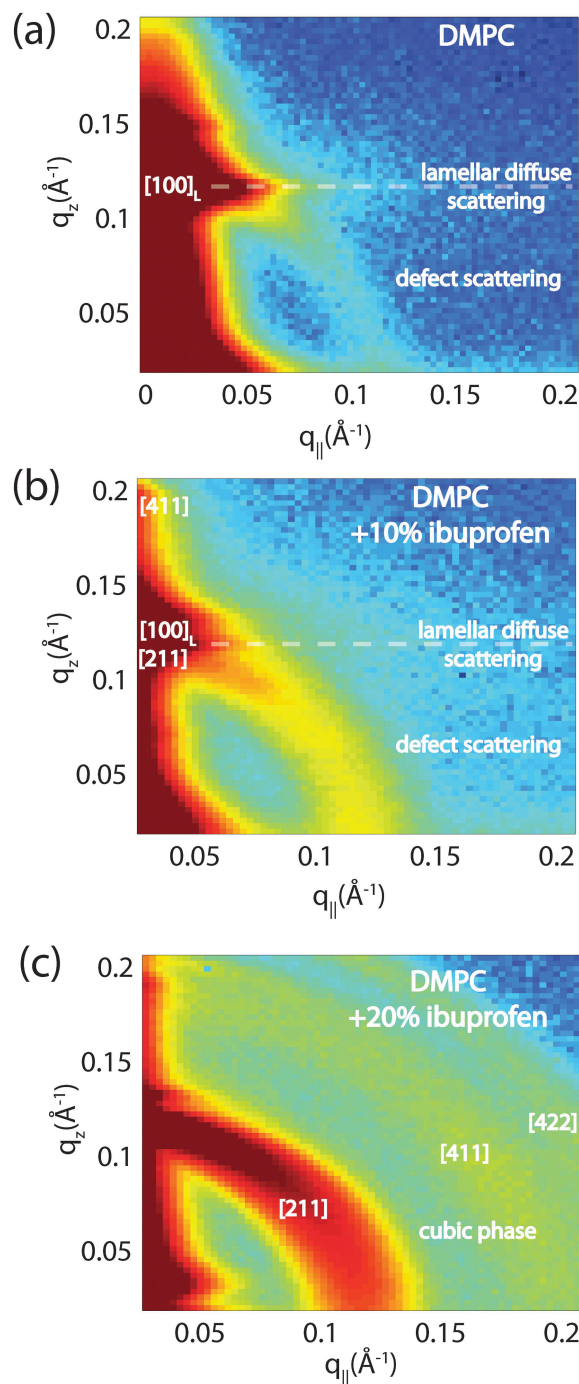 (a)
DMPC
0.2
0.15
[100]L
lamellar diffuse
scattering
0.1
qz(Å-1)
defect scattering
0.05
0
0.05
0.1
0.15
0.2
q||(Å-1)
(b)
[411]
DMPC
+10% ibuprofen
0.2
0.15
[100]L
[211]
lamellar diffuse
scattering
0.1
qz(Å-1)
defect scattering
0.05
0.05
0.1
0.15
0.2
q||(Å-1)
(c)
DMPC
+20% ibuprofen
0.2
0.15
[422]
[411]
0.1
qz(Å-1)
[211]
cubic phase
0.05
0.05
0.1
0.15
0.2
q||(Å-1)